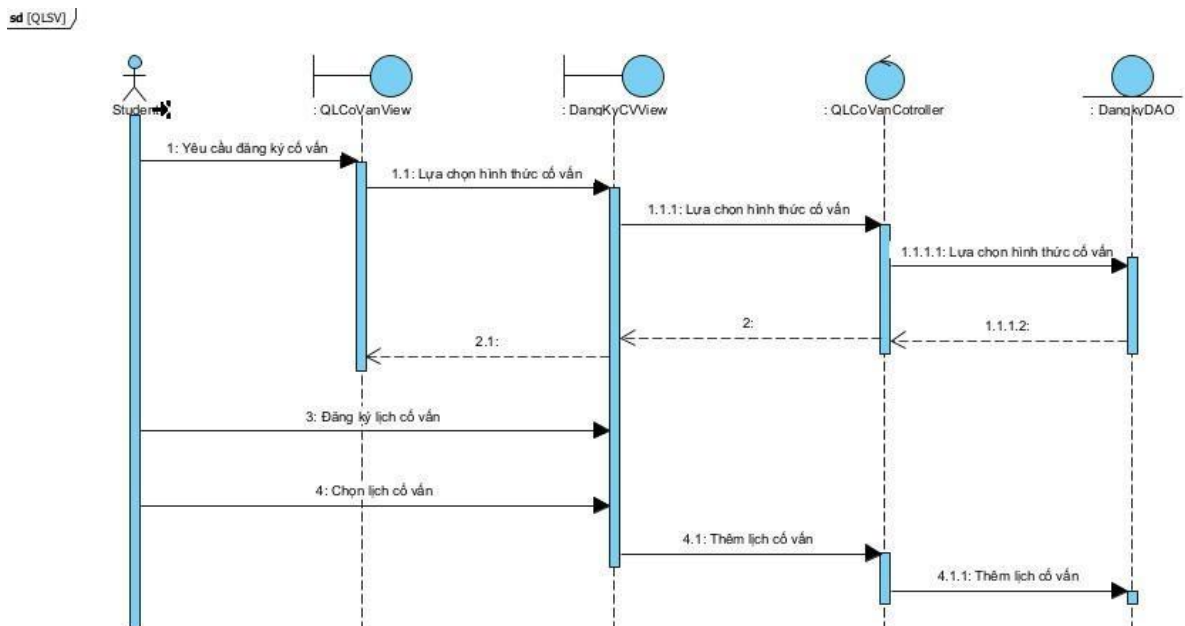 sd [QLSV]
Student
: QLCoVanView
: DangKyCVView
: QLCoVanCotroller
: DangkyDAO
1: Yêu cầu đăng ký cố vấn
1.1: Lựa chọn hình thức cố vấn
1.1.1: Lựa chọn hình thức cố vấn
1.1.1.1: Lựa chọn hình thức cố vấn
2:
1.1.1.2:
2.1:
3: Đăng ký lịch cố vấn
4: Chọn lịch cố vấn
4.1: Thêm lịch cố vấn
4.1.1: Thêm lịch cố vấn